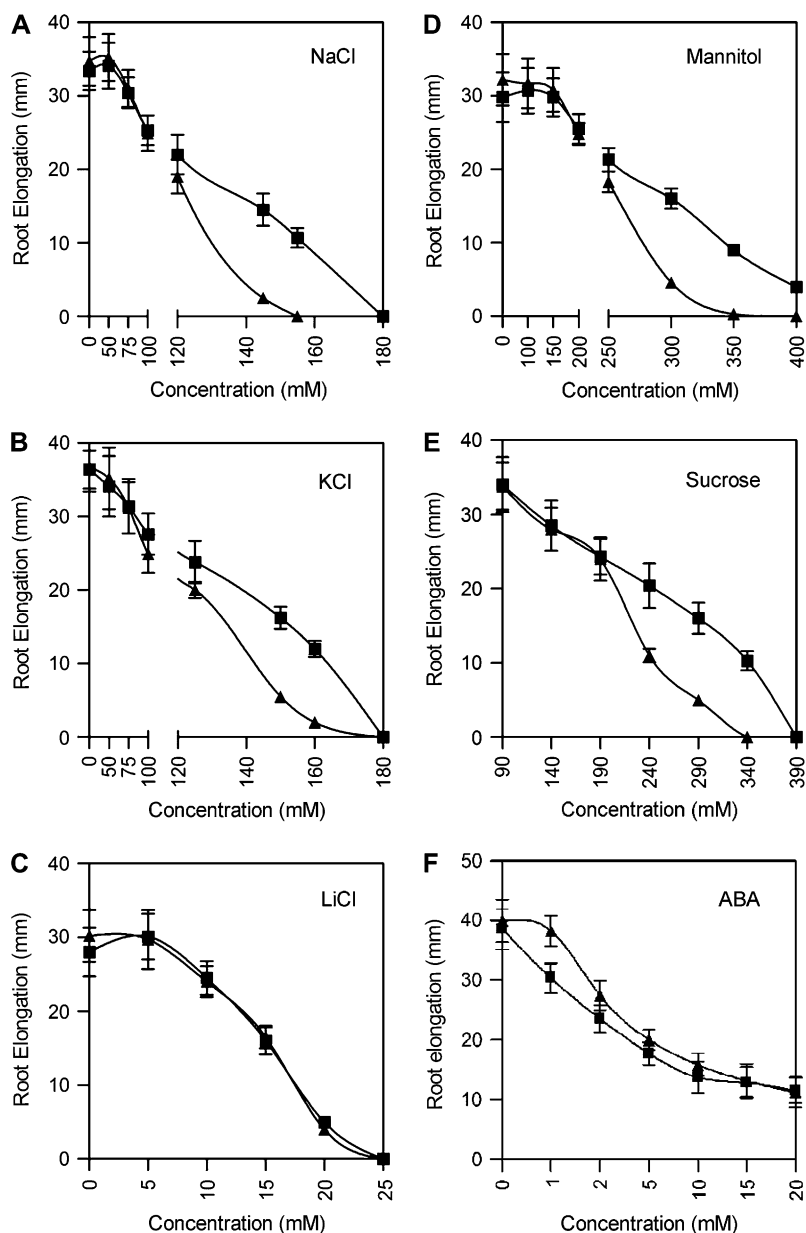 A
NaCl
Root Elongation (mm)
40
30
20
10
0
0 50 75 100 120 140 160 180
Concentration (mM)
D
Mannitol
Root Elongation (mm)
40
30
20
10
0
0 100 150 200 250 300 350 400
Concentration (mM)
B
KCl
Root Elongation (mm)
40
30
20
10
0
0 50 75 100 120 140 160 180
Concentration (mM)
E
Sucrose
Root Elongation (mm)
40
30
20
10
0
90 140 190 240 290 340 390
Concentration (mM)
C
LiCl
Root Elongation (mm)
40
30
20
10
0
0 5 10 15 20 25
Concentration (mM)
F
ABA
Root elongation (mm)
50
40
30
20
10
0
0 1 2 5 10 15 20
Concentration (mM)